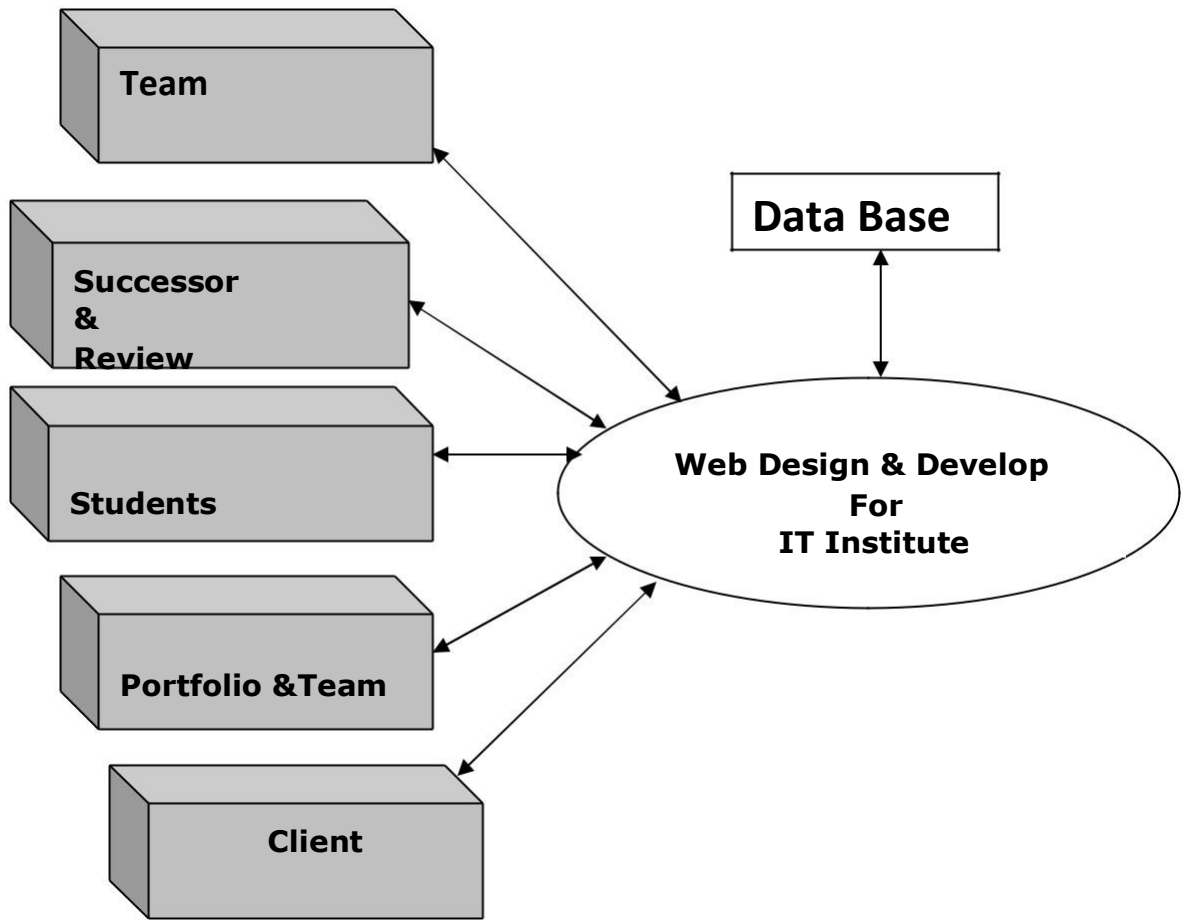 Team
Data Base
Successor
&
Review
Students
Web Design & Develop
For
IT Institute
Portfolio &Team
Client